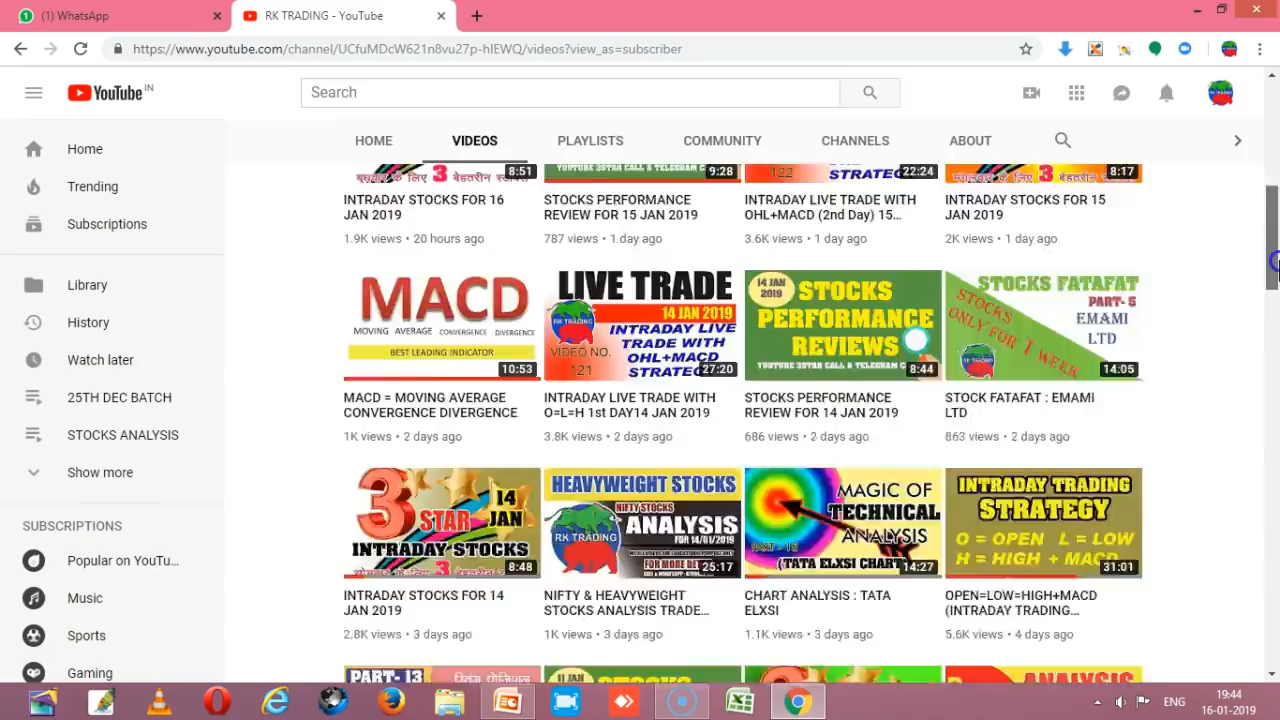 (1) WhatsApp
RK TRADING - YouTube
https://www.youtube.com/channel/UCfuMDcW621n8vu27p-hIEWQ/videos?view_as=subscriber
YouTube IN
Search
HOME VIDEOS PLAYLISTS COMMUNITY CHANNELS ABOUT
Home
Trending
Subscriptions
Library
History
Watch later
25TH DEC BATCH
STOCKS ANALYSIS
Show more
SUBSCRIPTIONS
Popular on YouTu...
Music
Sports
Gaming
8:51
INTRADAY STOCKS FOR 16
JAN 2019
1.9K views • 20 hours ago
9:28
STOCKS PERFORMANCE
REVIEW FOR 15 JAN 2019
787 views • 1 day ago
122
STRATEG
22:24
INTRADAY LIVE TRADE WITH
OHL+MACD (2nd Day) 15...
3.6K views • 1 day ago
8:17
INTRADAY STOCKS FOR 15
JAN 2019
2K views • 1 day ago
MACD
MOVING AVERAGE CONVERGENCE DIVERGENCE
BEST LEADING INDICATOR
10:53
MACD = MOVING AVERAGE
CONVERGENCE DIVERGENCE
1K views • 2 days ago
LIVE TRADE
14 JAN 2019
RK TRADING
INTRADAY LIVE
TRADE WITH
OHL+MACD
STRATEG
VIDEO NO.
121
27:20
INTRADAY LIVE TRADE WITH
O=L=H 1st DAY14 JAN 2019
3.8K views • 2 days ago
14 JAN
2019
STOCKS
PERFORMANCE
REVIEWS
YOUTUBE 3STAR CALL & TELEGRAM C
8:44
STOCKS PERFORMANCE
REVIEW FOR 14 JAN 2019
686 views • 2 days ago
STOCKS FATAFAT
PART- 5
EMAMI
LTD
STOCKS
ONLY FOR 1 WEEK
14:05
STOCK FATAFAT : EMAMI
LTD
863 views • 2 days ago
3 STAR
14
JAN
INTRADAY STOCKS
8:48
INTRADAY STOCKS FOR 14
JAN 2019
2.8K views • 3 days ago
HEAVYWEIGHT STOCKS
NIFTY STOCKS
ANALYSIS
FOR 14/01/2019
RK TRADING
25:17
NIFTY & HEAVYWEIGHT
STOCKS ANALYSIS TRADE...
1K views • 3 days ago
MAGIC OF
TECHNICAL
ANALYSIS
(TATA ELXSI CHART
14:27
CHART ANALYSIS : TATA
ELXSI
1.1K views • 3 days ago
INTRADAY TRADING
STRATEGY
O = OPEN L = LOW
H = HIGH + MAC
31:01
OPEN=LOW=HIGH+MACD
(INTRADAY TRADING...
5.6K views • 4 days ago
PART-13
ENG
19:44
16-01-2019